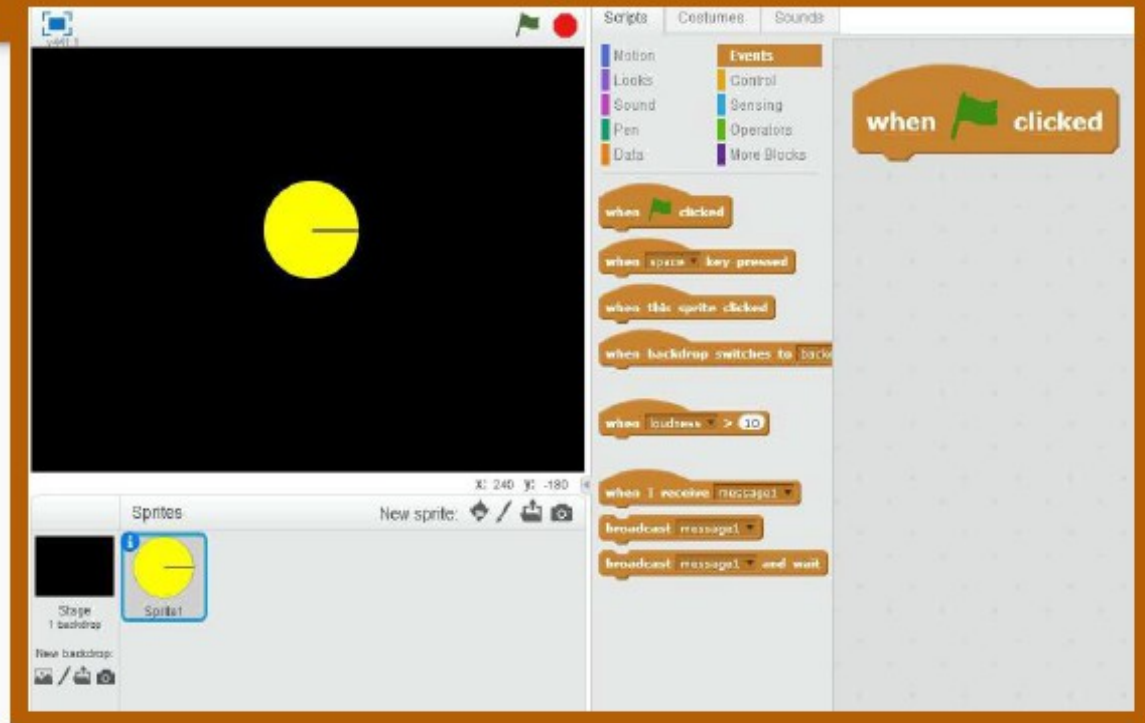 v461.1
Scripts Costumes Sounds
Motion Events
Looks Control
Sound Sensing
Pen Operators
Data More Blocks
when clicked
when space key pressed
when this sprite clicked
when backdrop switches to
when loudness > 10
when I receive message1
broadcast message1
broadcast message1 and wait
when clicked
X: 240 y: -180
Sprites New sprite:
Stage
1 backdrop
Sprite1
New backdrop: